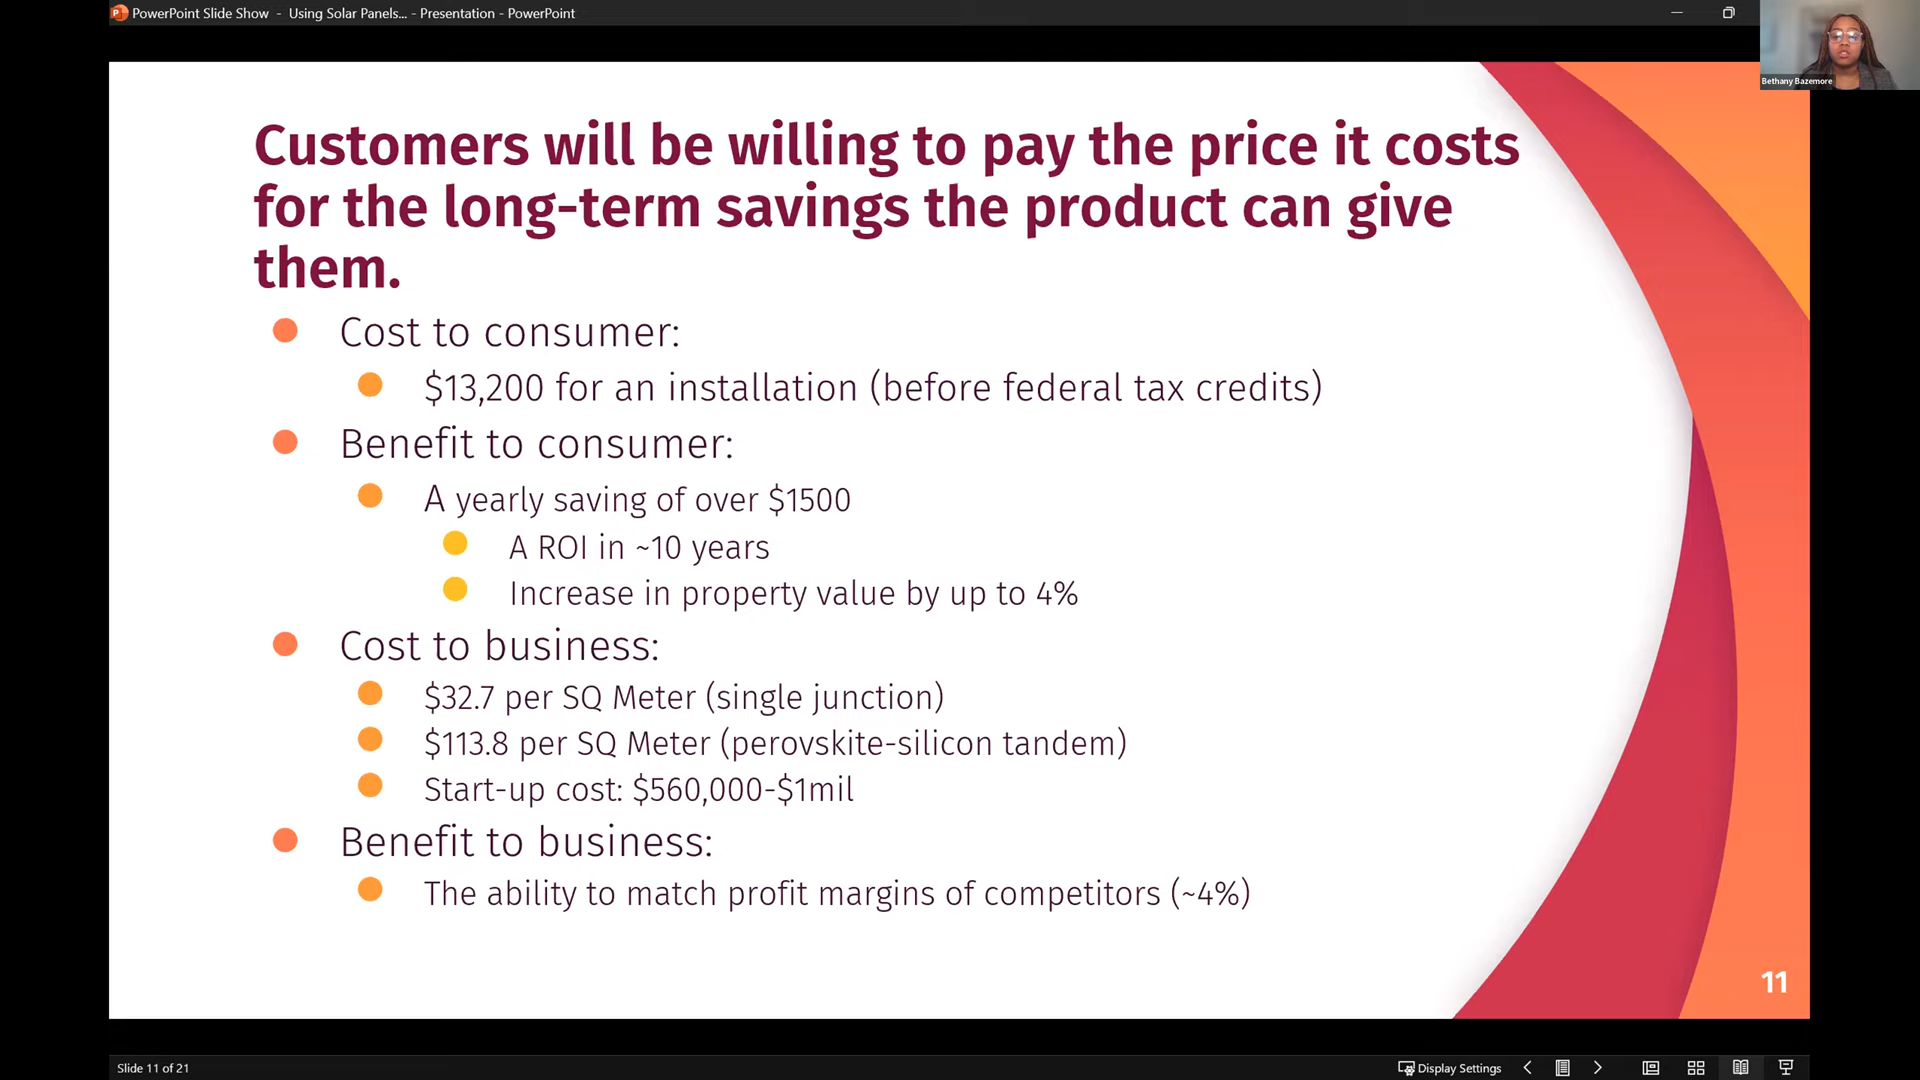 PowerPoint Slide Show - Using Solar Panels... - Presentation - PowerPoint
Bethany Bazemore
Customers will be willing to pay the price it costs
for the long-term savings the product can give
them.
Cost to consumer:
$13,200 for an installation (before federal tax credits)
Benefit to consumer:
A yearly saving of over $1500
A ROI in ~10 years
Increase in property value by up to 4%
Cost to business:
$32.7 per SQ Meter (single junction)
$113.8 per SQ Meter (perovskite-silicon tandem)
Start-up cost: $560,000-$1mil
Benefit to business:
The ability to match profit margins of competitors (~4%)
11
Slide 11 of 21
Display Settings